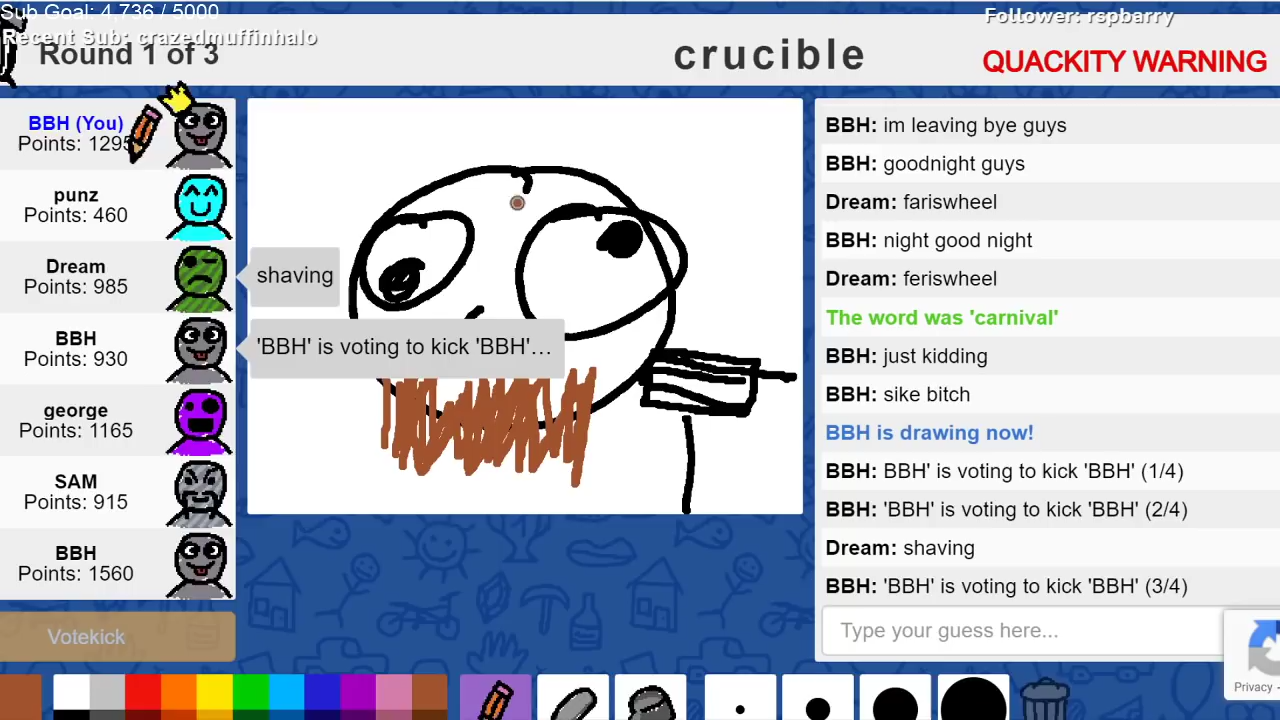 Sub Goal: 4,736 / 5000
Recent Sub: crazedmuffinhalo
Follower: rspbarry
Round 1 of 3
crucible
QUACKITY WARNING
BBH (You)
Points: 1295
punz
Points: 460
Dream
Points: 985
BBH
Points: 930
george
Points: 1165
SAM
Points: 915
BBH
Points: 1560
Votekick
shaving
'BBH' is voting to kick 'BBH'…
BBH: im leaving bye guys
BBH: goodnight guys
Dream: fariswheel
BBH: night good night
Dream: feriswheel
The word was 'carnival'
BBH: just kidding
BBH: sike bitch
BBH is drawing now!
BBH: BBH' is voting to kick 'BBH' (1/4)
BBH: 'BBH' is voting to kick 'BBH' (2/4)
Dream: shaving
BBH: 'BBH' is voting to kick 'BBH' (3/4)
Type your guess here...
Privacy -